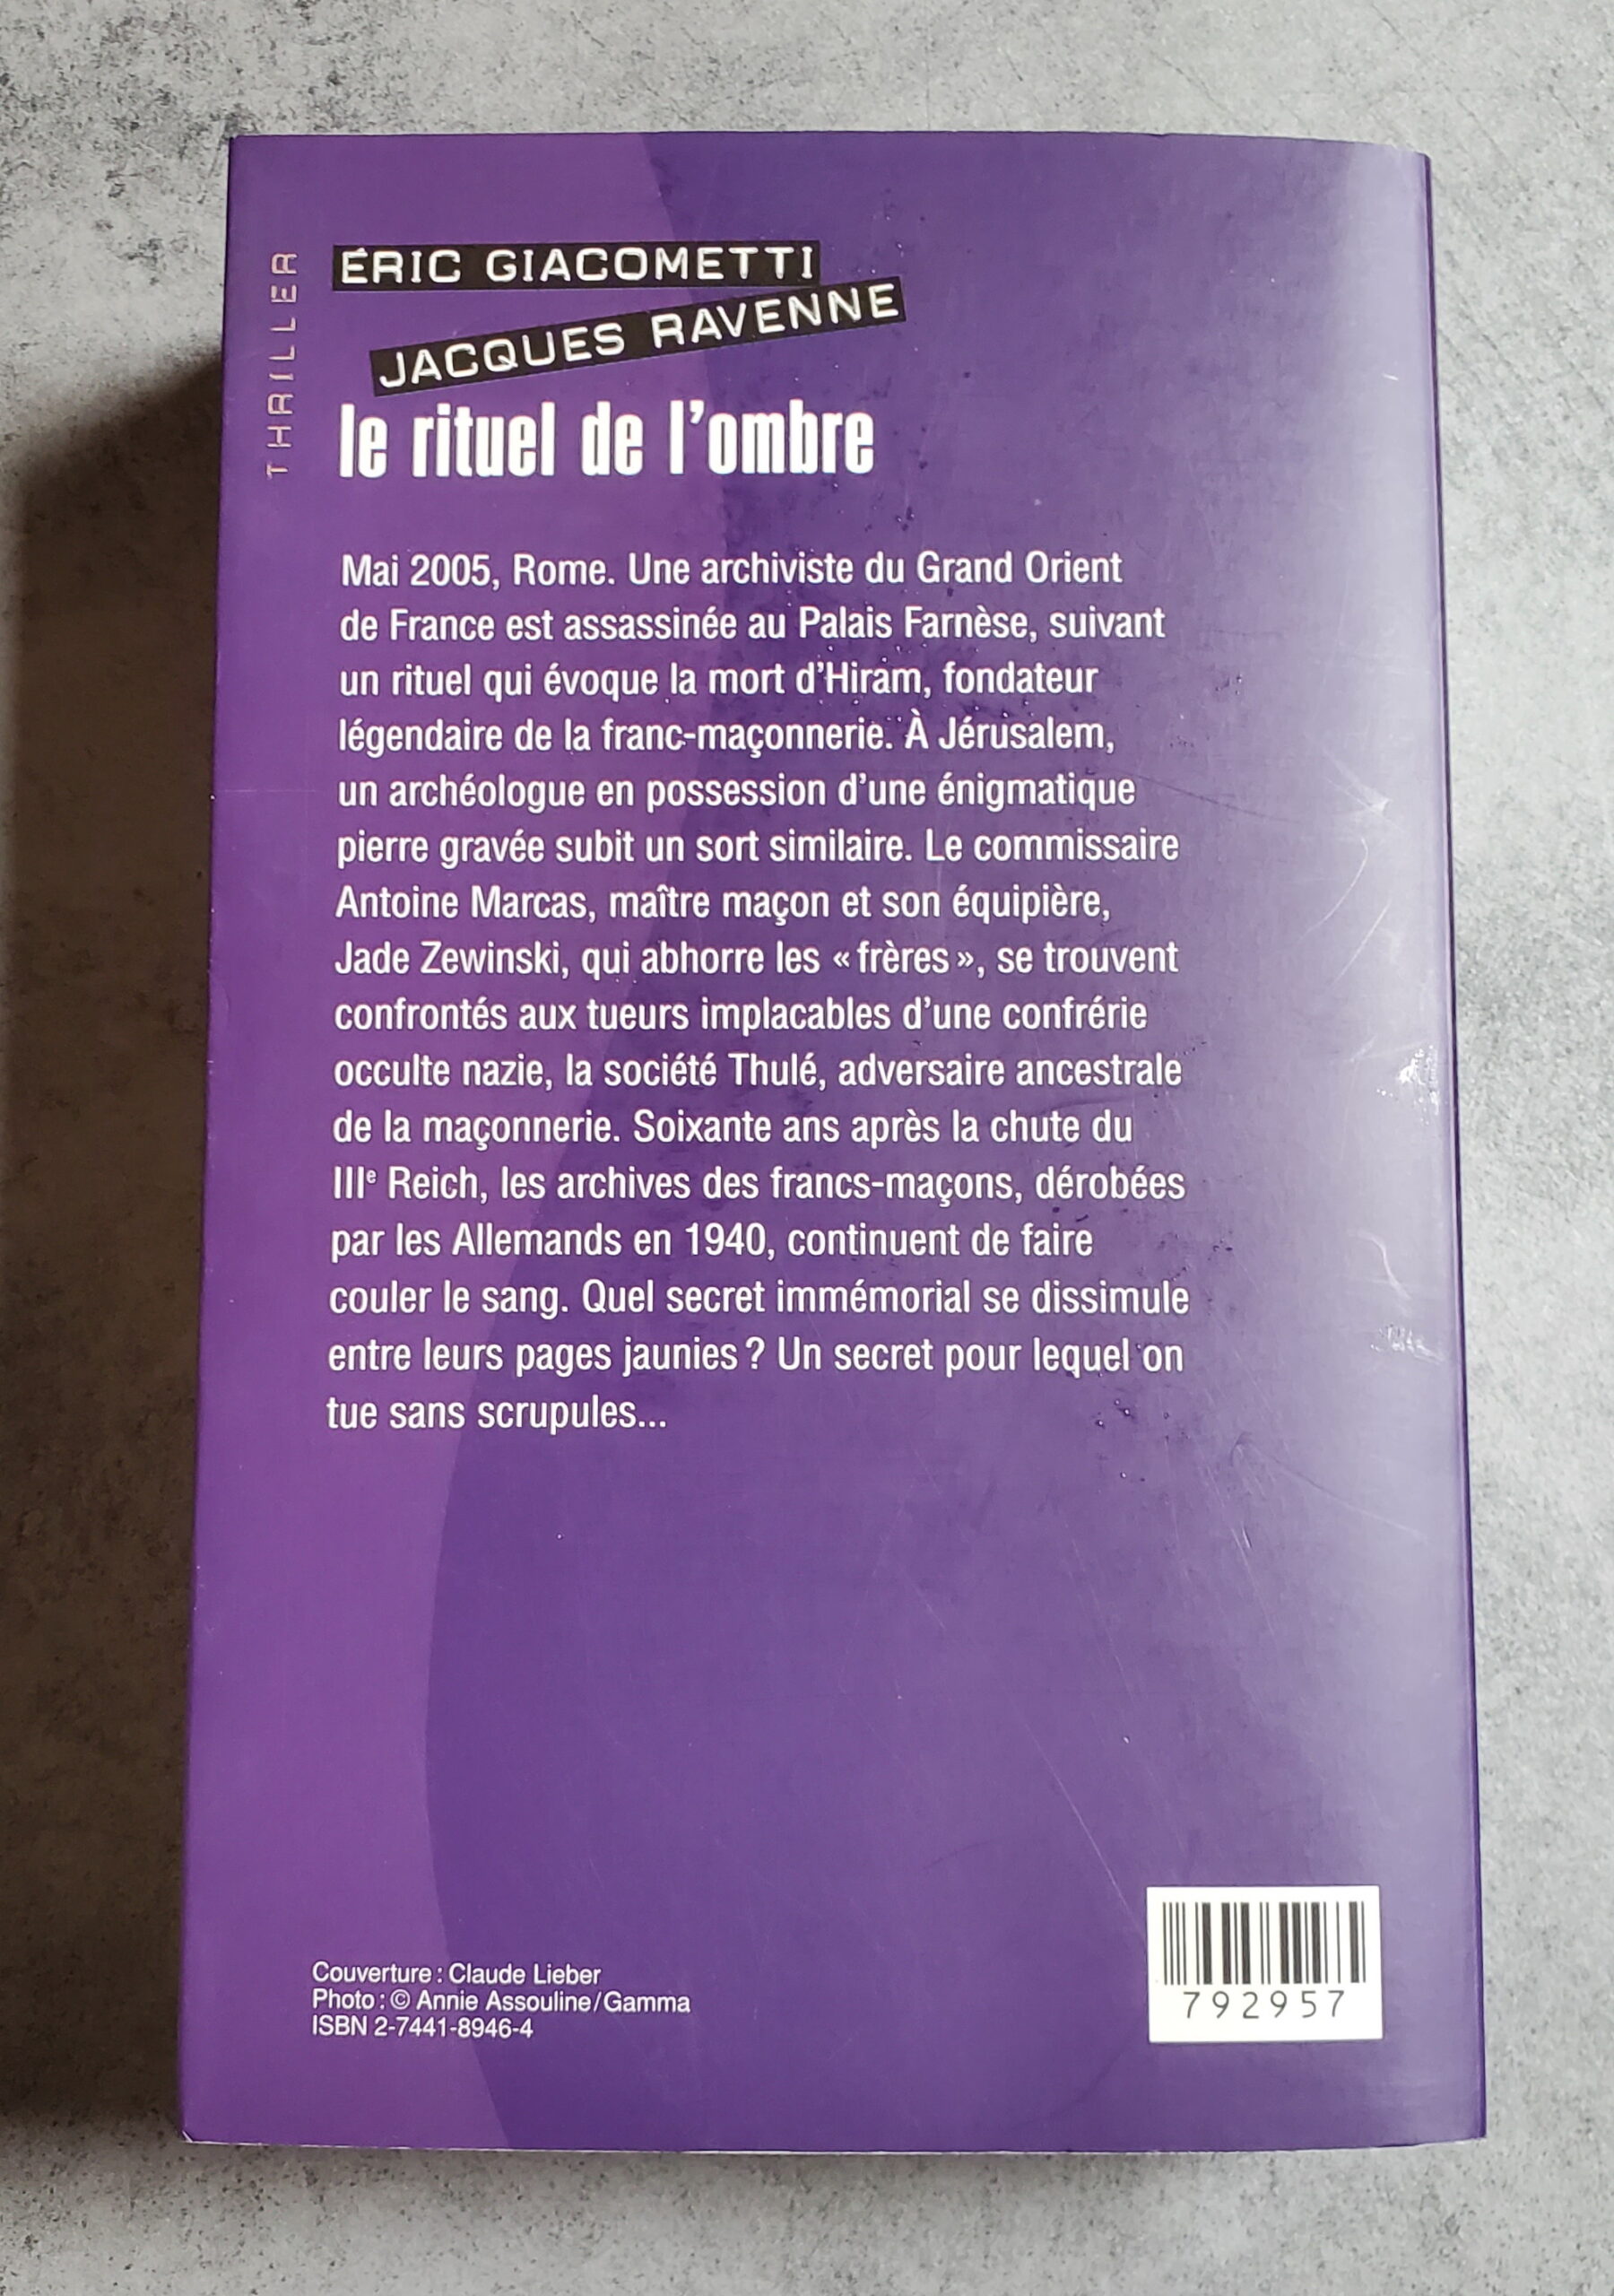 THRILLER
ÉRIC GIACOMETTI
JACQUES RAVENNE
le rituel de l'ombre
Mai 2005, Rome. Une archiviste du Grand Orient
de France est assassinée au Palais Farnèse, suivant
un rituel qui évoque la mort d'Hiram, fondateur
légendaire de la franc-maçonnerie. À Jérusalem,
un archéologue en possession d'une énigmatique
pierre gravée subit un sort similaire. Le commissaire
Antoine Marcas, maître maçon et son équipière,
Jade Zewinski, qui abhorre les « frères », se trouvent
confrontés aux tueurs implacables d'une confrérie
occulte nazie, la société Thulé, adversaire ancestrale
de la maçonnerie. Soixante ans après la chute du
IIIe Reich, les archives des francs-maçons, dérobées
par les Allemands en 1940, continuent de faire
couler le sang. Quel secret immémorial se dissimule
entre leurs pages jaunies ? Un secret pour lequel on
tue sans scrupules...
Couverture : Claude Lieber
Photo : © Annie Assouline/Gamma
ISBN 2-7441-8946-4
792957